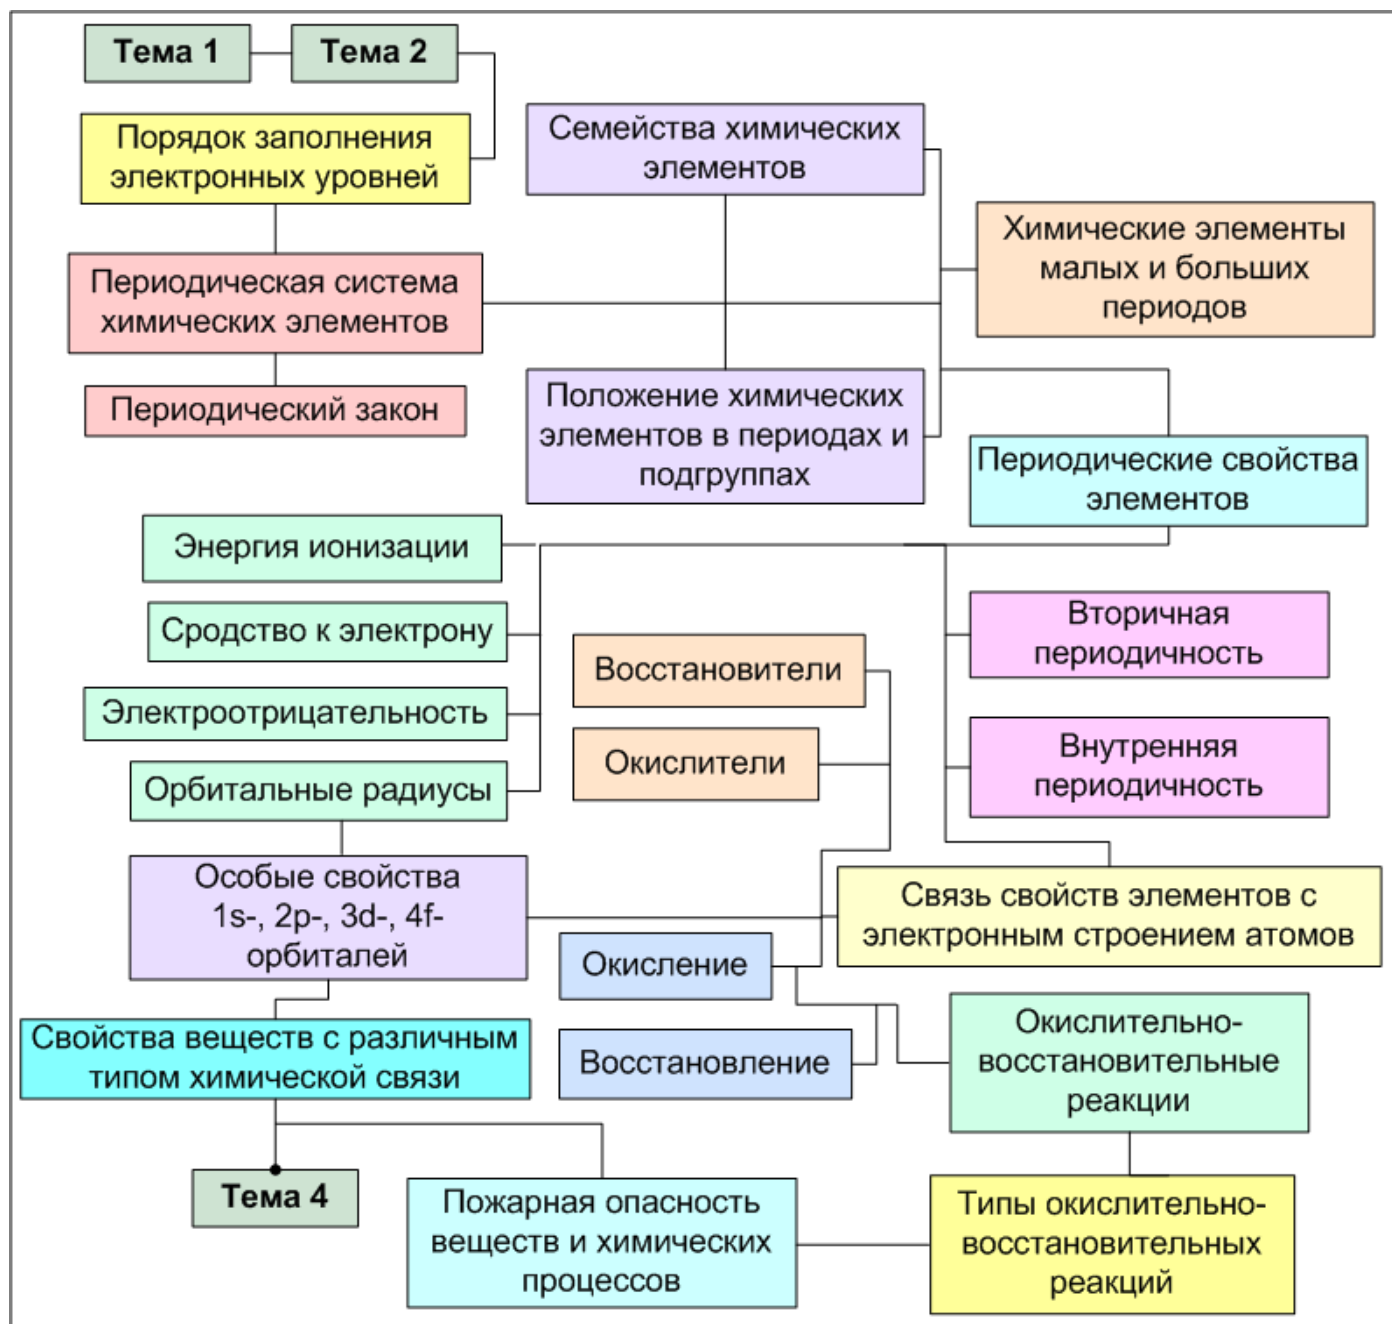 Тема 1
Тема 2
Порядок заполнения
электронных уровней
Семейства химических
элементов
Химические элементы
малых и больших
периодов
Периодическая система
химических элементов
Периодический закон
Положение химических
элементов в периодах и
подгруппах
Периодические свойства
элементов
Энергия ионизации
Сродство к электрону
Электроотрицательность
Орбитальные радиусы
Восстановители
Окислители
Вторичная
периодичность
Внутренняя
периодичность
Особые свойства
1s-, 2p-, 3d-, 4f-
орбиталей
Связь свойств элементов с
электронным строением атомов
Окисление
Восстановление
Окислительно-
восстановительные
реакции
Свойства веществ с различным
типом химической связи
Тема 4
Пожарная опасность
веществ и химических
процессов
Типы окислительно-
восстановительных
реакций